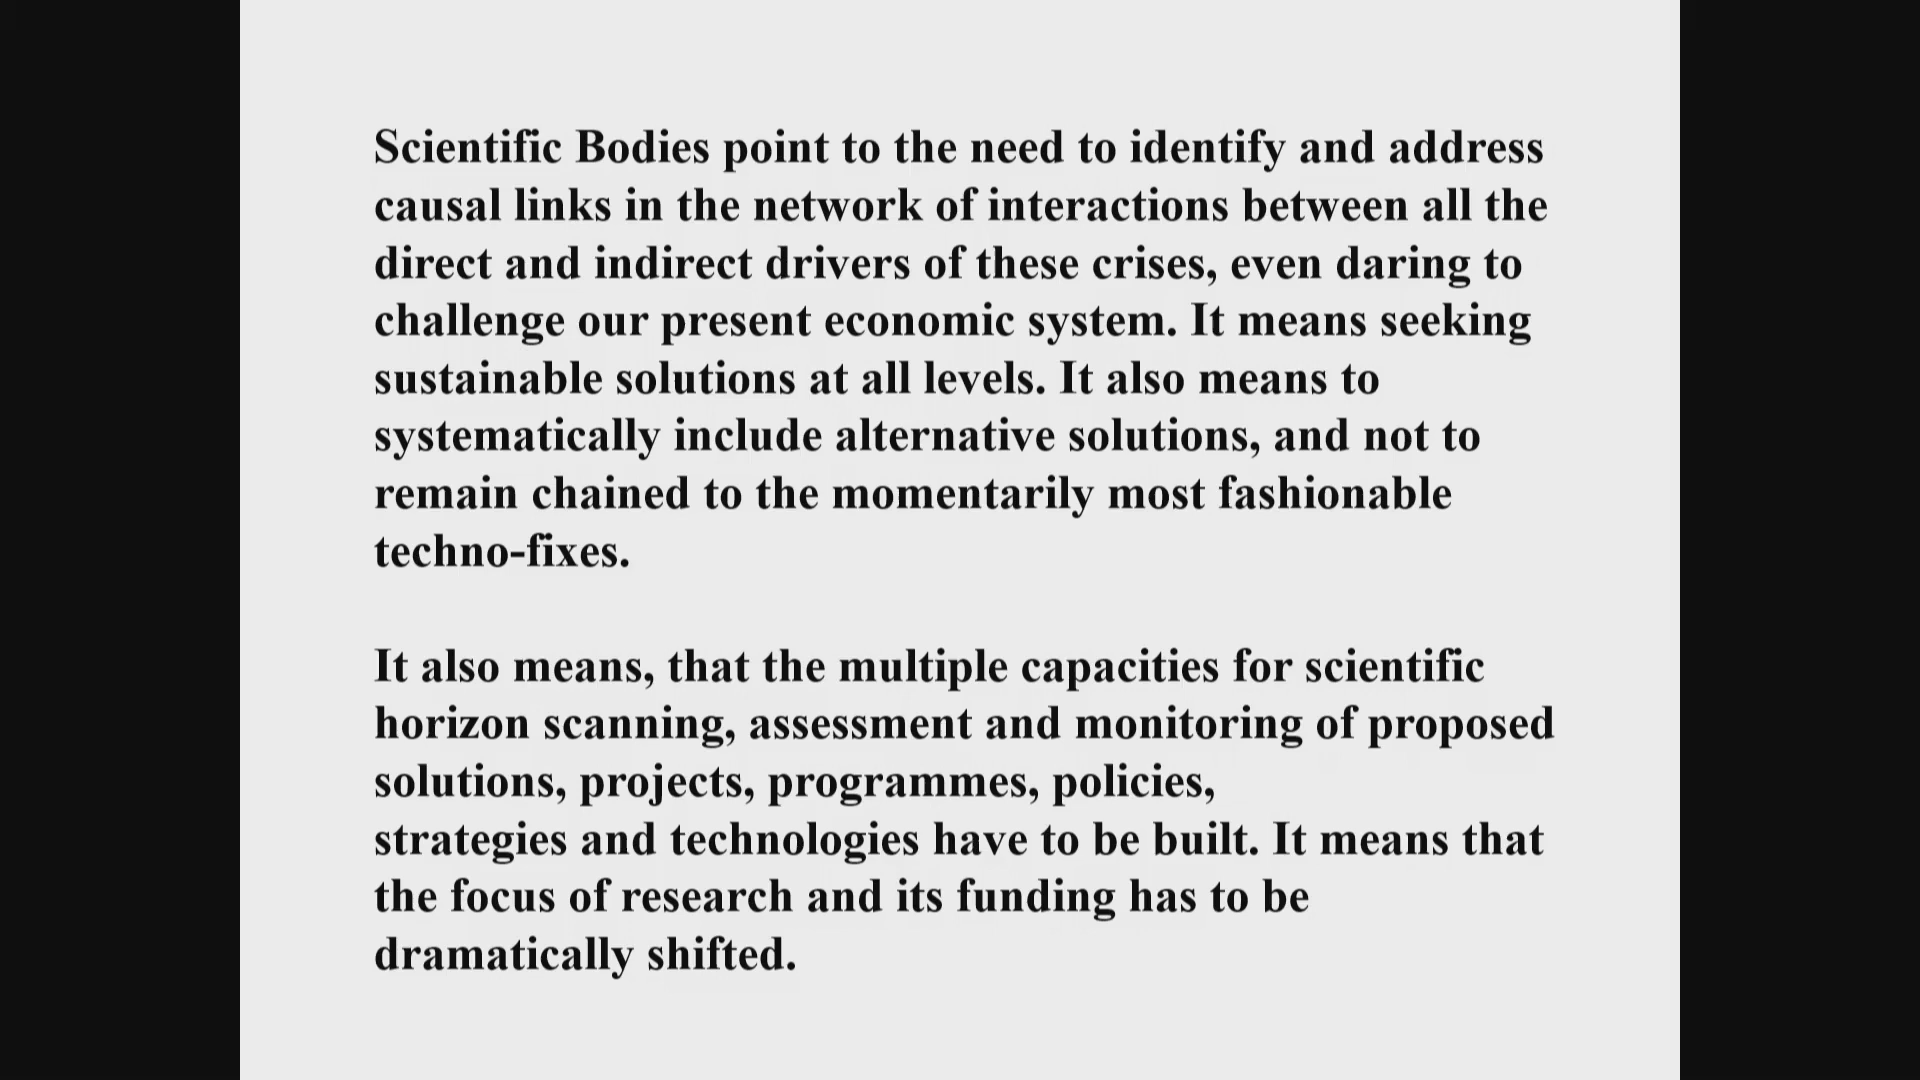 Scientific Bodies point to the need to identify and address
causal links in the network of interactions between all the
direct and indirect drivers of these crises, even daring to
challenge our present economic system. It means seeking
sustainable solutions at all levels. It also means to
systematically include alternative solutions, and not to
remain chained to the momentarily most fashionable
techno-fixes.
It also means, that the multiple capacities for scientific
horizon scanning, assessment and monitoring of proposed
solutions, projects, programmes, policies,
strategies and technologies have to be built. It means that
the focus of research and its funding has to be
dramatically shifted.